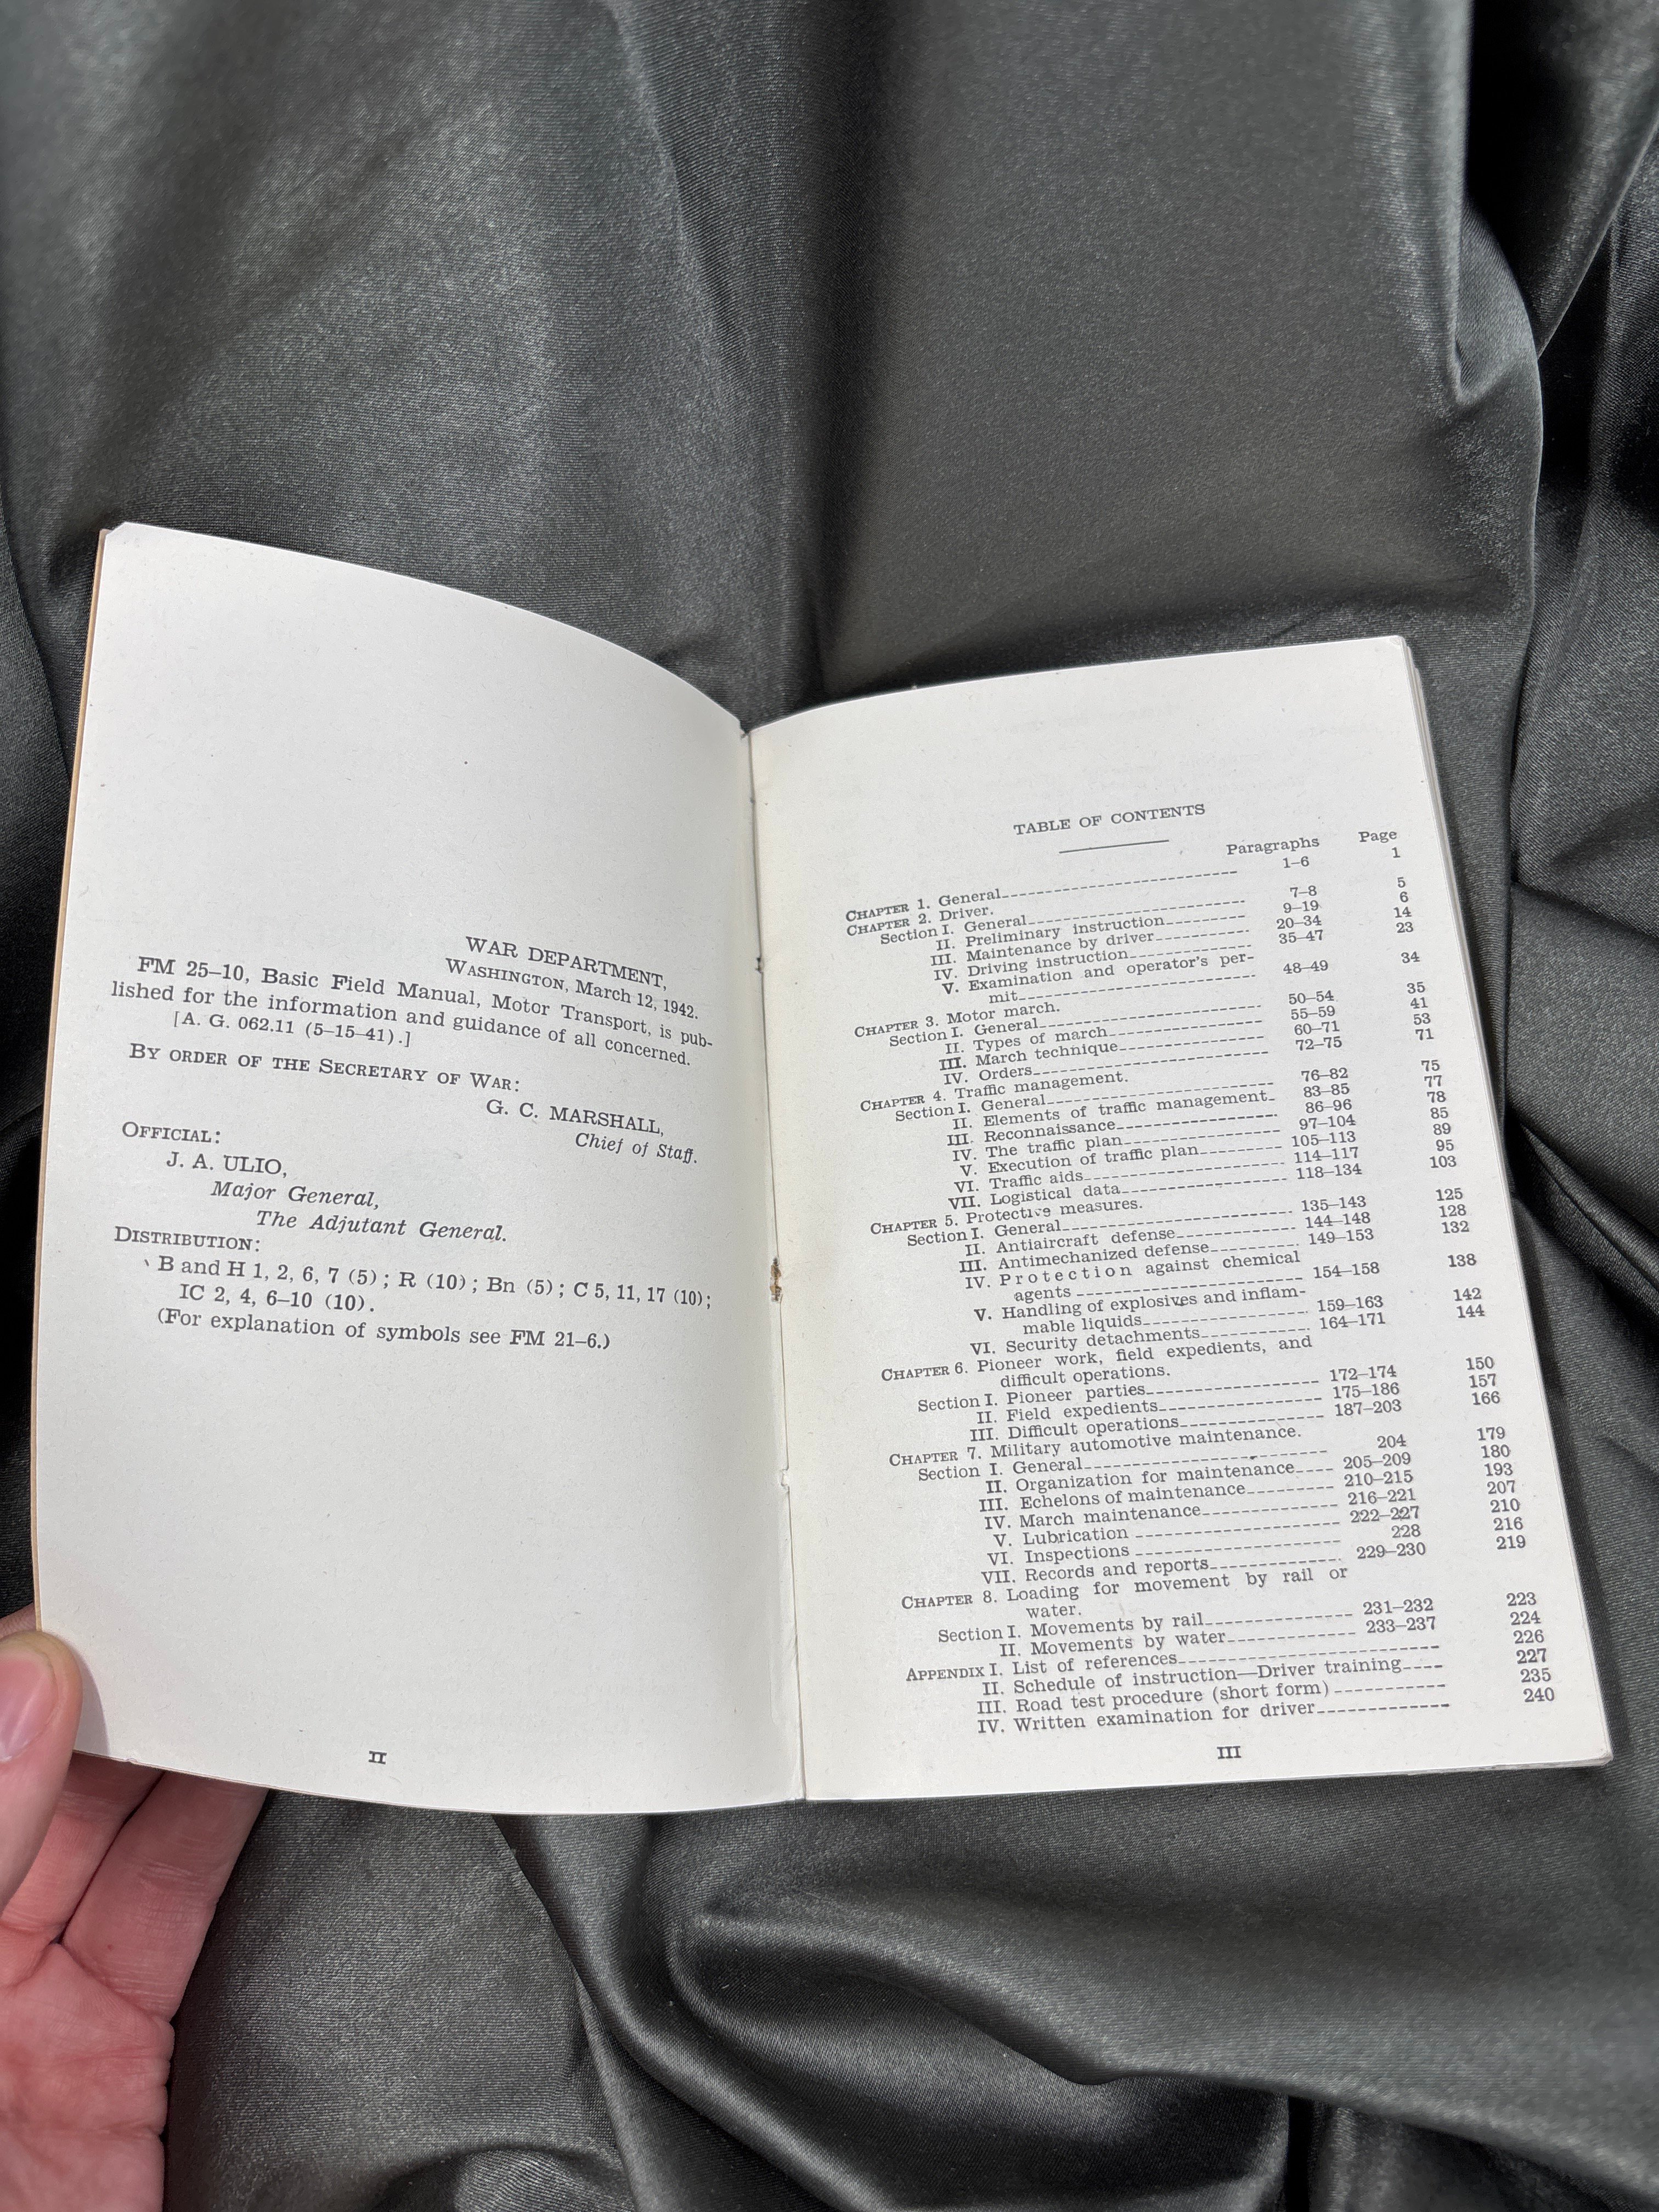 WAR DEPARTMENT,
WASHINGTON, March 12, 1942.
FM 25–10, Basic Field Manual, Motor Transport, is pub-
lished for the information and guidance of all concerned.
[A. G. 062.11 (5–15–41).]
BY ORDER OF THE SECRETARY OF WAR:
G. C. MARSHALL,
Chief of Staff.
OFFICIAL:
J. A. ULIO,
Major General,
The Adjutant General.
DISTRIBUTION:
B and H 1, 2, 6, 7 (5); R (10); Bn (5); C 5, 11, 17 (10);
IC 2, 4, 6–10 (10).
(For explanation of symbols see FM 21–6.)
II
TABLE OF CONTENTS
Paragraphs Page
CHAPTER 1. General 1–6 1
CHAPTER 2. Driver.
Section I. General 7–8 5
II. Preliminary instruction 9–19 6
III. Maintenance by driver 20–34 14
IV. Driving instruction 35–47 23
V. Examination and operator's per-
mit 48–49 34
CHAPTER 3. Motor march.
Section I. General 50–54 35
II. Types of march 55–59 41
III. March technique 60–71 53
IV. Orders 72–75 71
CHAPTER 4. Traffic management.
Section I. General 76–82 75
II. Elements of traffic management 83–85 77
III. Reconnaissance 86–96 78
IV. The traffic plan 97–104 85
V. Execution of traffic plan 105–113 89
VI. Traffic aids 114–117 95
VII. Logistical data 118–134 103
CHAPTER 5. Protective measures.
Section I. General 135–143 125
II. Antiaircraft defense 144–148 128
III. Antimechanized defense 149–153 132
IV. Protection against chemical
agents 154–158 138
V. Handling of explosives and inflam-
mable liquids 159–163 142
VI. Security detachments 164–171 144
CHAPTER 6. Pioneer work, field expedients, and
difficult operations.
Section I. Pioneer parties 172–174 150
II. Field expedients 175–186 157
III. Difficult operations 187–203 166
CHAPTER 7. Military automotive maintenance.
Section I. General 204 179
II. Organization for maintenance 205–209 180
III. Echelons of maintenance 210–215 193
IV. March maintenance 216–221 207
V. Lubrication 222–227 210
VI. Inspections 228 216
VII. Records and reports 229–230 219
CHAPTER 8. Loading for movement by rail or
water.
Section I. Movements by rail 231–232 223
II. Movements by water 233–237 224
APPENDIX I. List of references 226
II. Schedule of instruction—Driver training 227
III. Road test procedure (short form) 235
IV. Written examination for driver 240
III